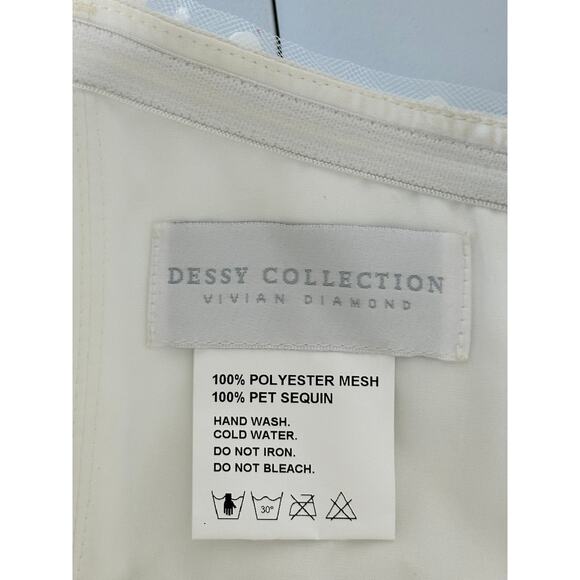 DESSY COLLECTION
VIVIAN DIAMOND
100% POLYESTER MESH
100% PET SEQUIN
HAND WASH.
COLD WATER.
DO NOT IRON.
DO NOT BLEACH.
30°